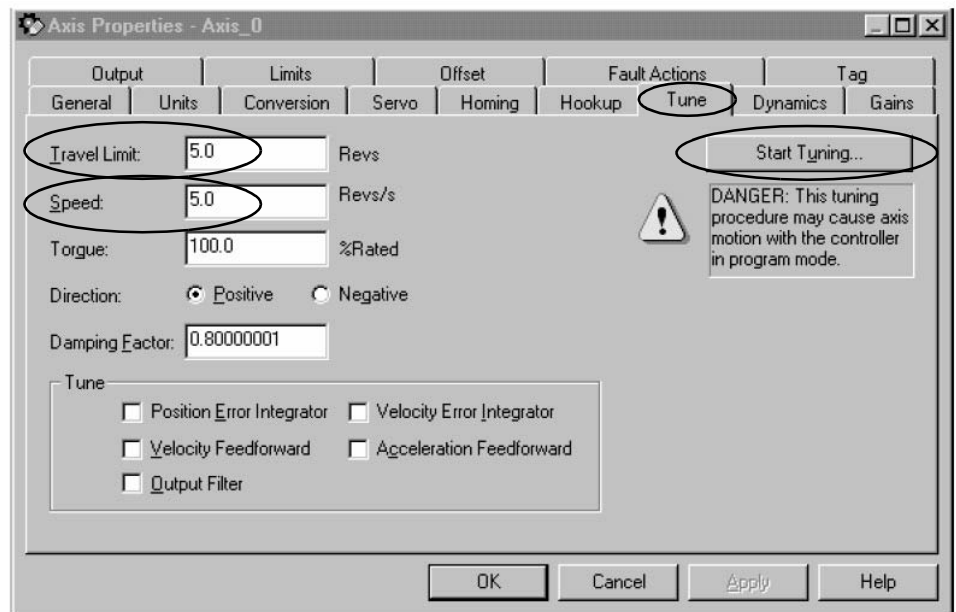 Axis Properties - Axis_0
Output Limits Offset Fault Actions Tag
General Units Conversion Servo Homing Hookup Tune Dynamics Gains
Travel Limit: 5.0 Revs
Start Tuning...
Speed: 5.0 Revs/s
DANGER: This tuning
procedure may cause axis
motion with the controller
in program mode.
Torque: 100.0 %Rated
Direction: Positive Negative
Damping Factor: 0.80000001
Tune
Position Error Integrator Velocity Error Integrator
Velocity Feedforward Acceleration Feedforward
Output Filter
OK Cancel Apply Help